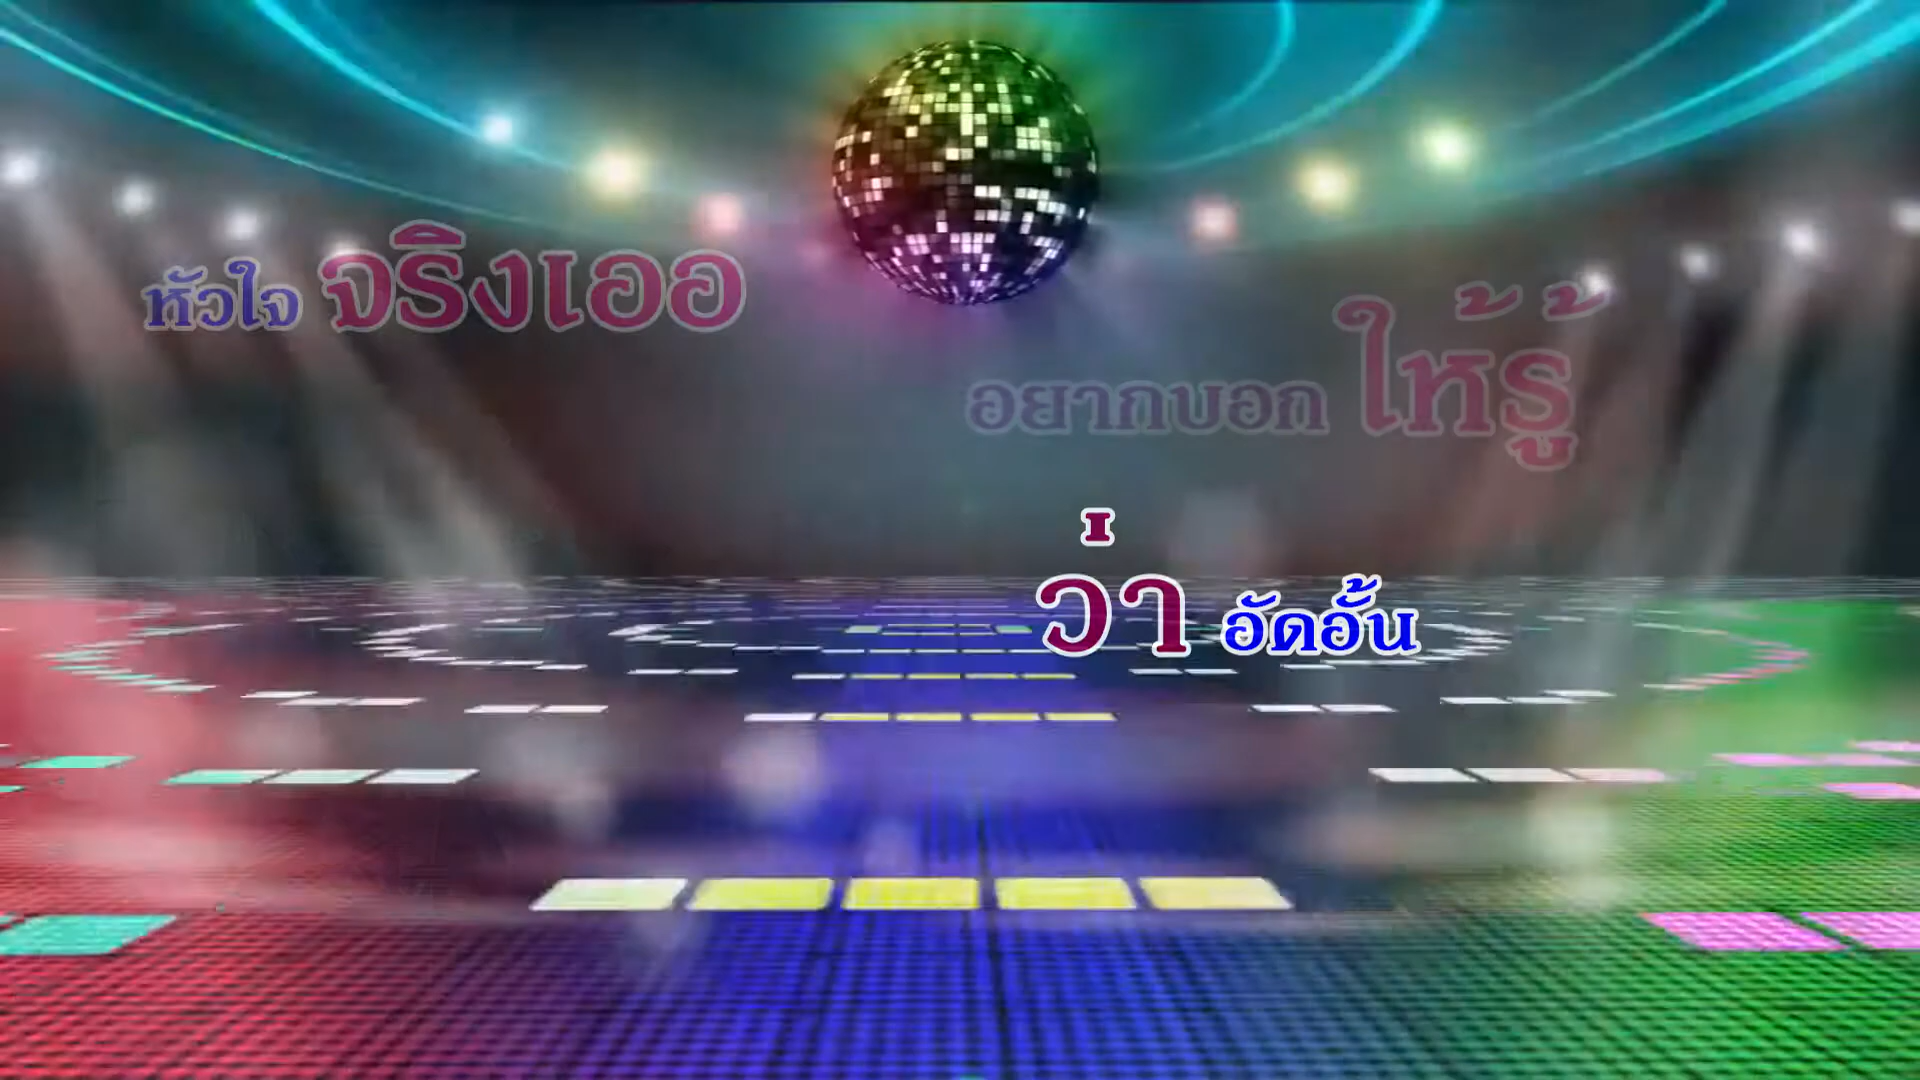 หัวใจ จริงเออ
อยากบอก ให้รู้
ว่า อัดอั้น